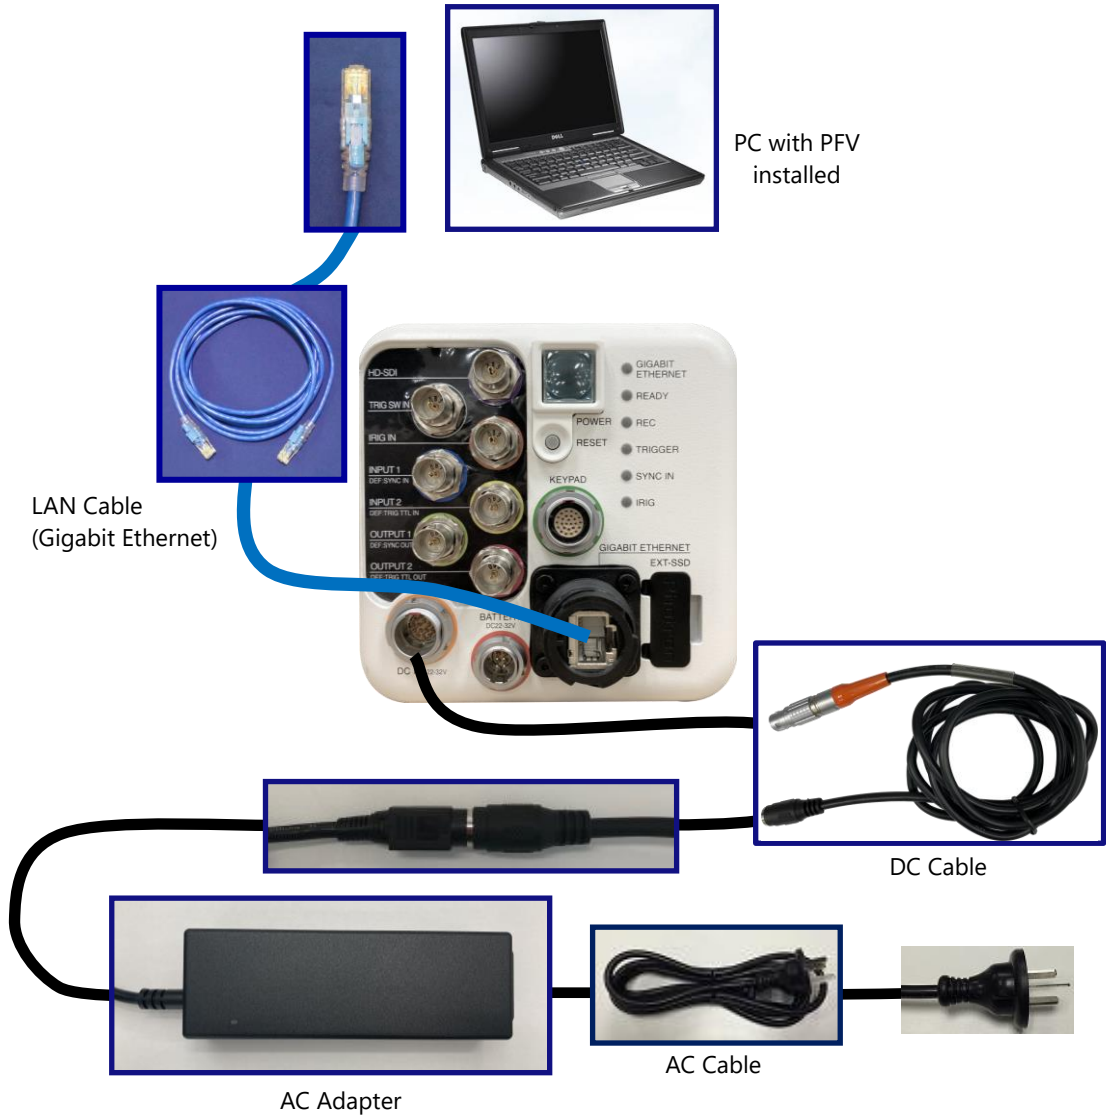 PC with PFV
installed
DELL
HD-SDI
TRIG SW IN
IRIG IN
INPUT 1
DEF:SYNC IN
INPUT 2
DEF:TRIG TTL IN
OUTPUT 1
DEF:SYNC OUT
OUTPUT 2
DEF:TRIG TTL OUT
GIGABIT
ETHERNET
READY
POWER
REC
RESET
TRIGGER
SYNC IN
KEYPAD
IRIG
GIGABIT ETHERNET
EXT-SSD
DC22-32V
DC
22-32V
LAN Cable
(Gigabit Ethernet)
DC Cable
AC Cable
AC Adapter